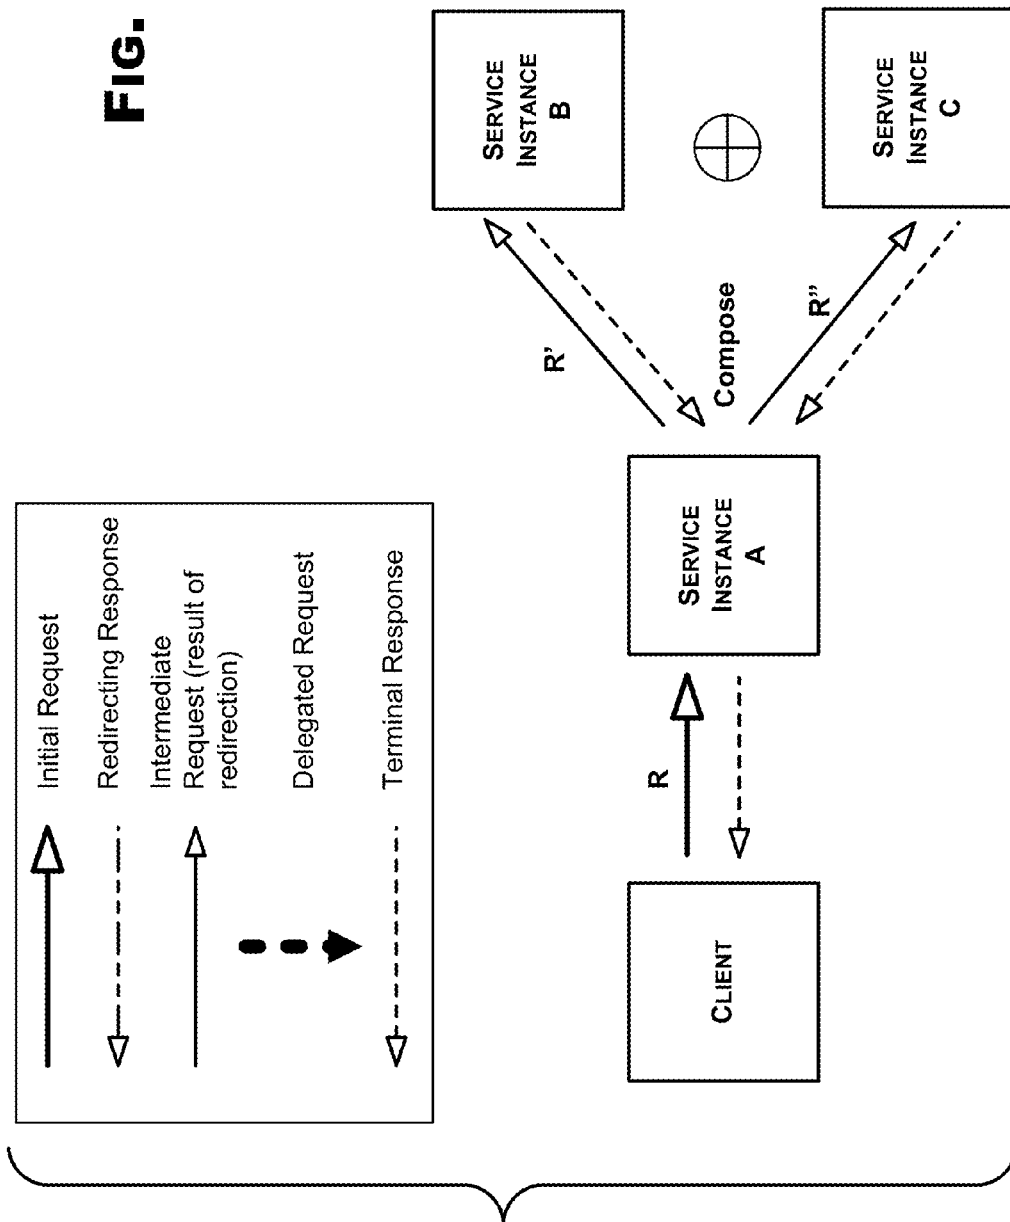 FIG.
Initial Request
Redirecting Response
Intermediate
Request (result of
redirection)
Delegated Request
Terminal Response
CLIENT
R
SERVICE
INSTANCE
A
R'
Compose
R"
SERVICE
INSTANCE
B
SERVICE
INSTANCE
C